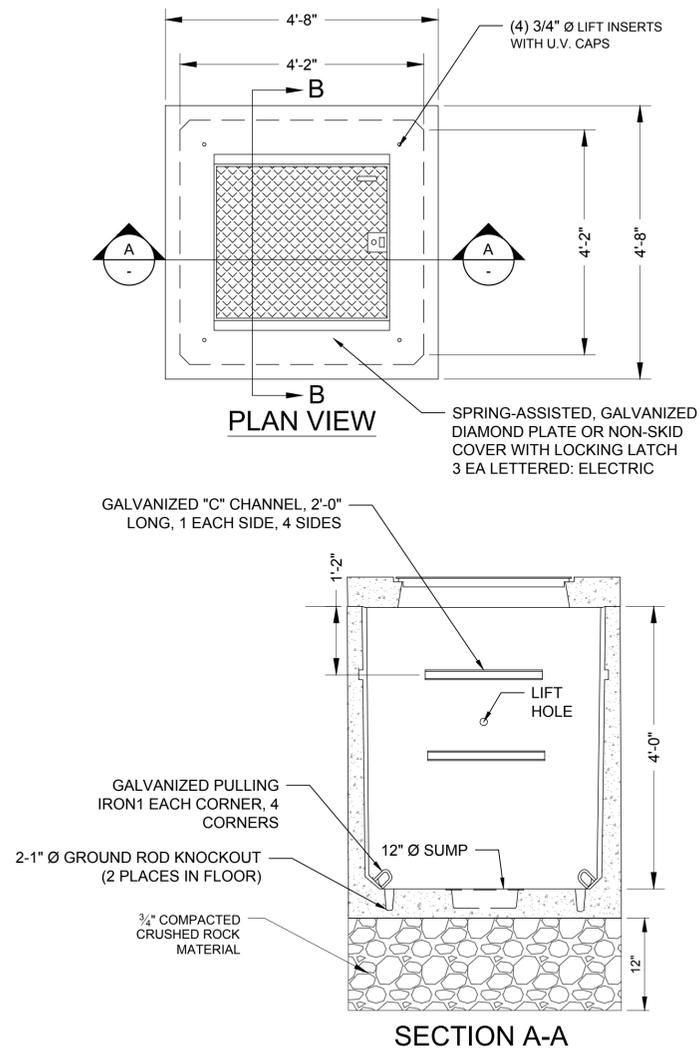 4'-8"
(4) 3/4" Ø LIFT INSERTS
WITH U.V. CAPS
4'-2"
B
A
-
A
-
4'-2"
4'-8"
B
PLAN VIEW
SPRING-ASSISTED, GALVANIZED
DIAMOND PLATE OR NON-SKID
COVER WITH LOCKING LATCH
3 EA LETTERED: ELECTRIC
GALVANIZED "C" CHANNEL, 2'-0"
LONG, 1 EACH SIDE, 4 SIDES
1'-2"
LIFT
HOLE
4'-0"
GALVANIZED PULLING
IRON1 EACH CORNER, 4
CORNERS
2-1" Ø GROUND ROD KNOCKOUT
(2 PLACES IN FLOOR)
12" Ø SUMP
¾" COMPACTED
CRUSHED ROCK
MATERIAL
12"
SECTION A-A